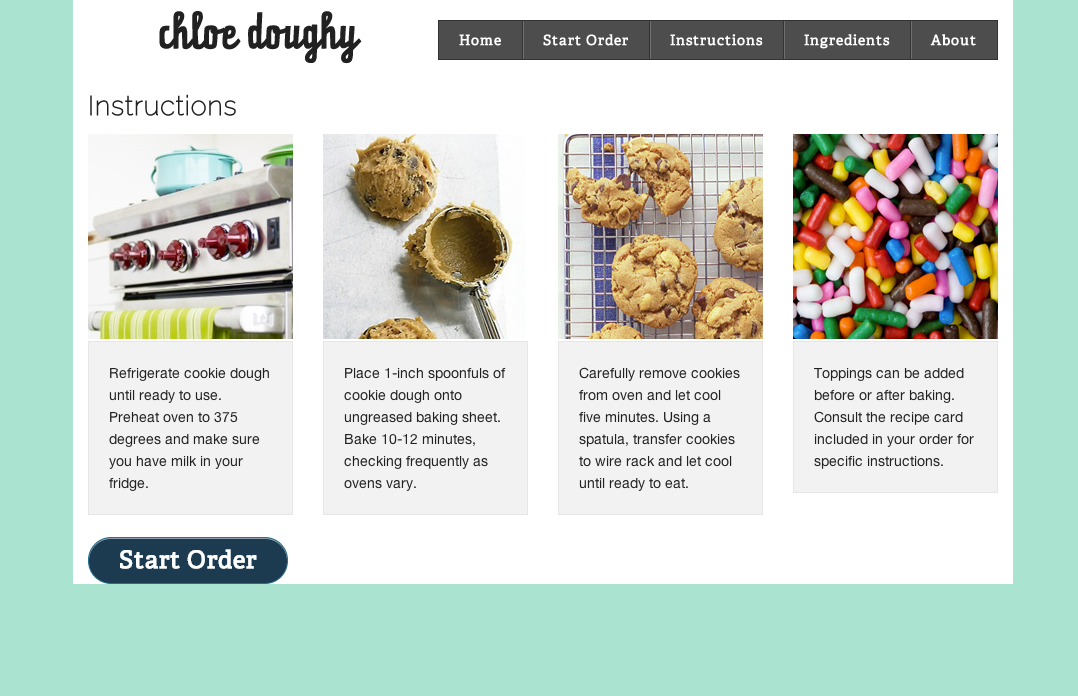 chloe doughy
Home
Start Order
Instructions
Ingredients
About
Instructions
Refrigerate cookie dough
until ready to use.
Preheat oven to 375
degrees and make sure
you have milk in your
fridge.
Place 1-inch spoonfuls of
cookie dough onto
ungreased baking sheet.
Bake 10-12 minutes,
checking frequently as
ovens vary.
Carefully remove cookies
from oven and let cool
five minutes. Using a
spatula, transfer cookies
to wire rack and let cool
until ready to eat.
Toppings can be added
before or after baking.
Consult the recipe card
included in your order for
specific instructions.
Start Order